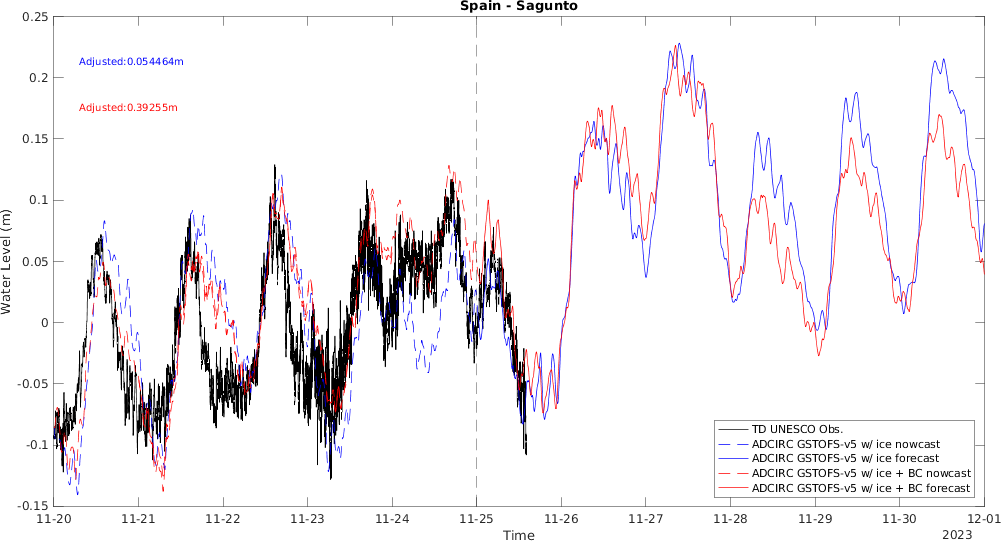 Spain - Sagunto
0.25
0.2
0.15
0.1
0.05
0
-0.05
-0.1
-0.15
Water Level (m)
Adjusted:0.054464m
Adjusted:0.39255m
TD UNESCO Obs.
ADCIRC GSTOFS-v5 w/ ice nowcast
ADCIRC GSTOFS-v5 w/ ice forecast
ADCIRC GSTOFS-v5 w/ ice + BC nowcast
ADCIRC GSTOFS-v5 w/ ice + BC forecast
11-20 11-21 11-22 11-23 11-24 11-25 11-26 11-27 11-28 11-29 11-30 12-01
Time
2023